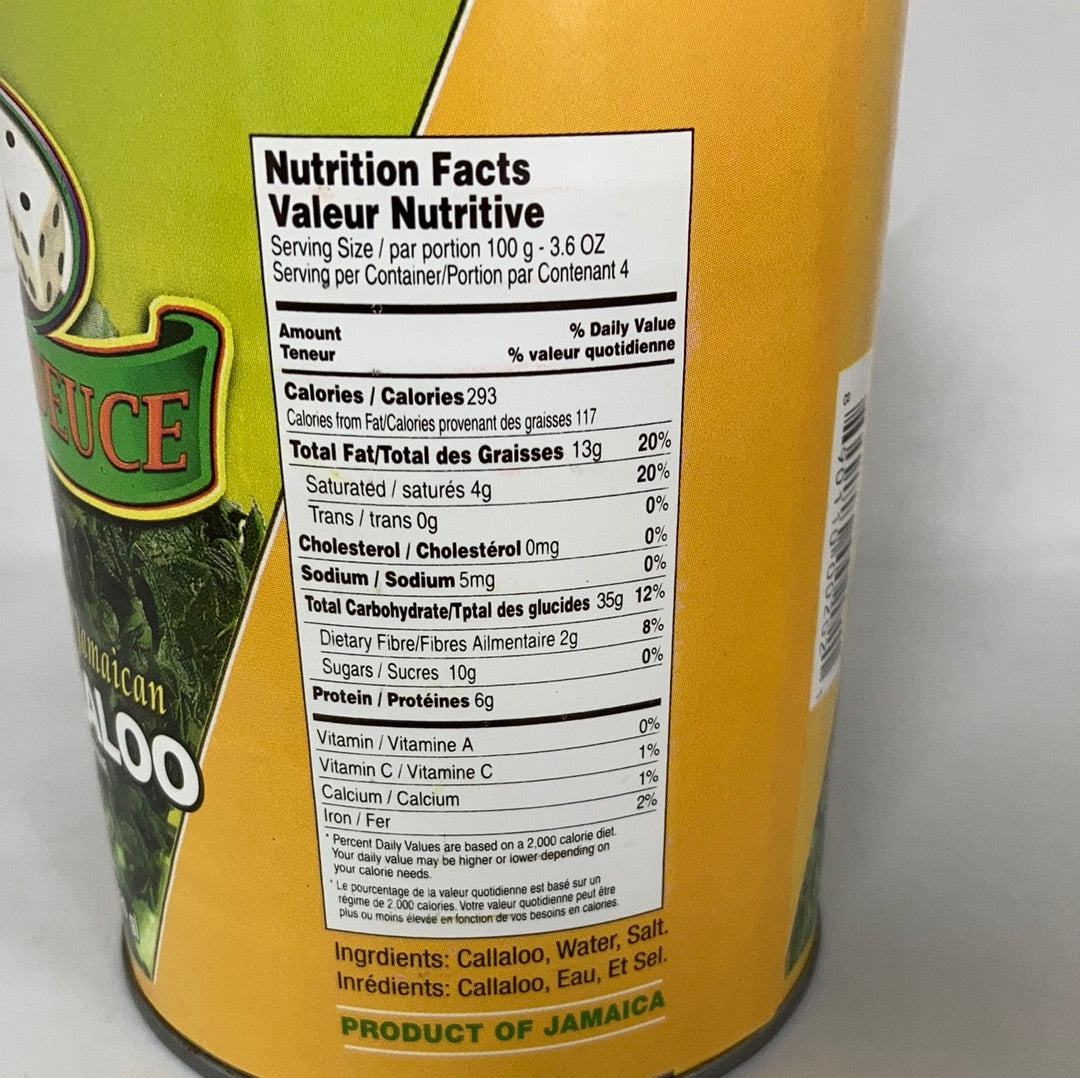 Nutrition Facts
Valeur Nutritive
Serving Size / par portion 100 g - 3.6 OZ
Serving per Container/Portion par Contenant 4
Amount % Daily Value
Teneur % valeur quotidienne
Calories / Calories 293
Calories from Fat/Calories provenant des graisses 117
Total Fat/Total des Graisses 13g 20%
Saturated / saturés 4g 20%
Trans / trans 0g 0%
Cholesterol / Cholestérol 0mg 0%
Sodium / Sodium 5mg 0%
Total Carbohydrate/Tptal des glucides 35g 12%
Dietary Fibre/Fibres Ailmentaire 2g 8%
Sugars / Sucres 10g 0%
Protein / Protéines 6g
Vitamin / Vitamine A 0%
Vitamin C / Vitamine C 1%
Calcium / Calcium 1%
Iron / Fer 2%
* Percent Daily Values are based on a 2,000 calorie diet.
Your daily value may be higher or lower depending on
your calorie needs.
* Le pourcentage de la valeur quotidienne est basé sur un
régime de 2.000 calories. Votre valeur quotidienne peut être
plus ou moins élevée en fonction de vos besoins en calories.
Ingrdients: Callaloo, Water, Salt.
Inrédients: Callaloo, Eau, Et Sel.
PRODUCT OF JAMAICA
EUCE
amaican
ALOO